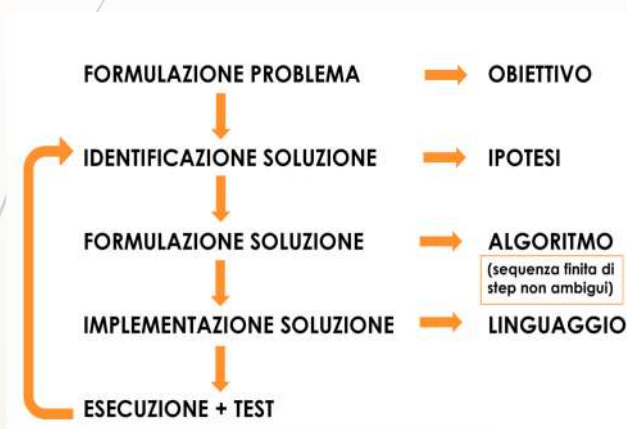 FORMULAZIONE PROBLEMA
OBIETTIVO
IDENTIFICAZIONE SOLUZIONE
IPOTESI
FORMULAZIONE SOLUZIONE
ALGORITMO
(sequenza finita di
step non ambigui)
IMPLEMENTAZIONE SOLUZIONE
LINGUAGGIO
ESECUZIONE + TEST